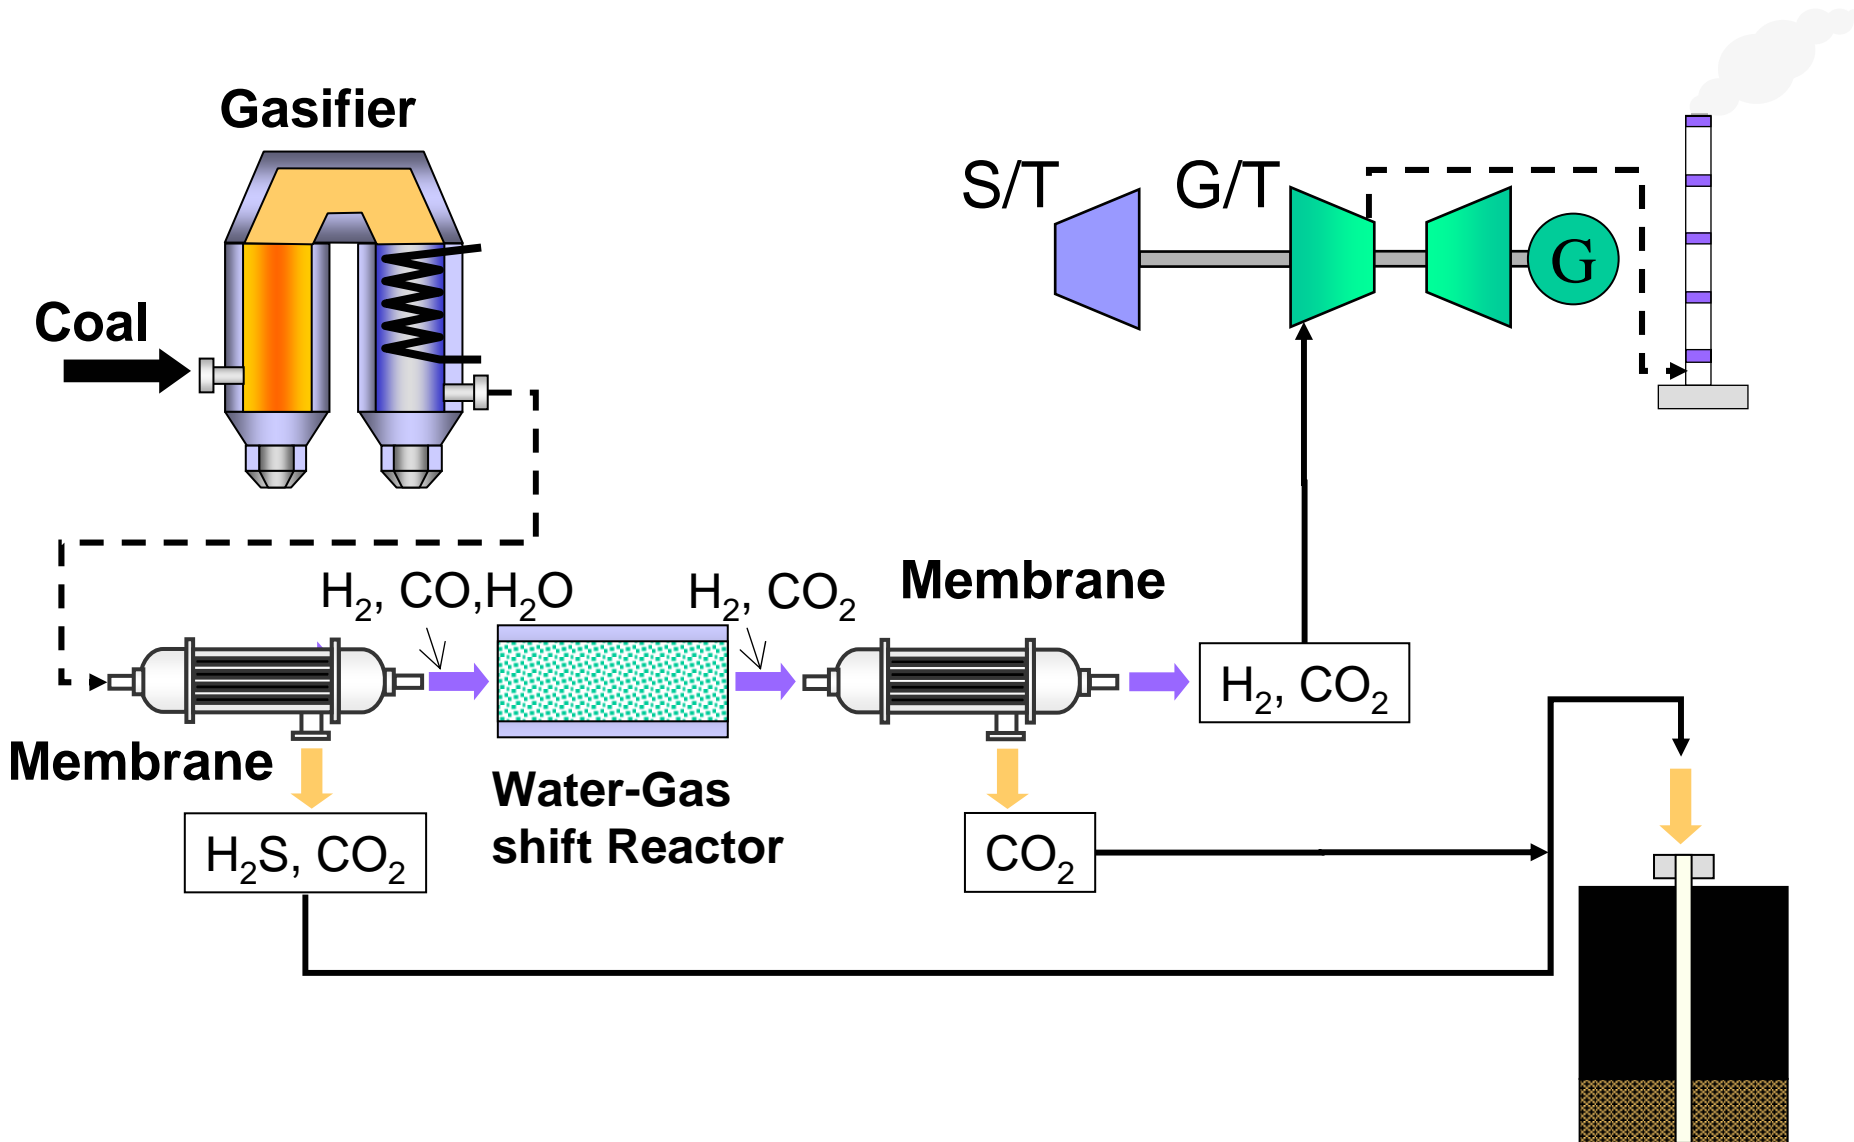 Gasifier
S/T
G/T
G
Coal
H₂, CO,H₂O
H₂, CO₂
Membrane
H₂, CO₂
Membrane
Water-Gas
shift Reactor
H₂S, CO₂
CO₂